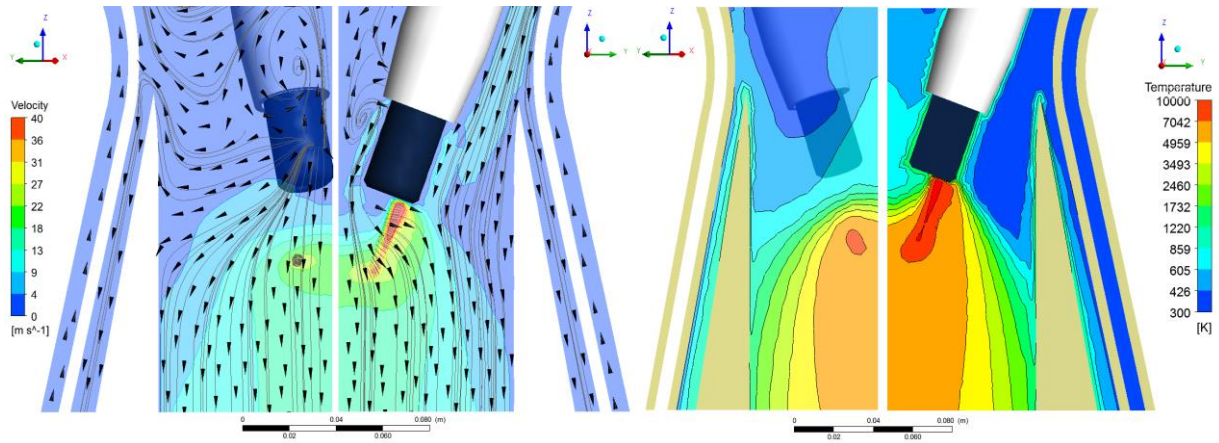 Z
Y
X
Z
Y
Velocity
40
36
31
27
22
18
13
9
4
0
[m s^-1]
0
0.04
0.080 (m)
0.02
0.060
Z
Y
X
Z
Y
Temperature
10000
7042
4959
3493
2460
1732
1220
859
605
426
300
[K]
0
0.04
0.080 (m)
0.02
0.060